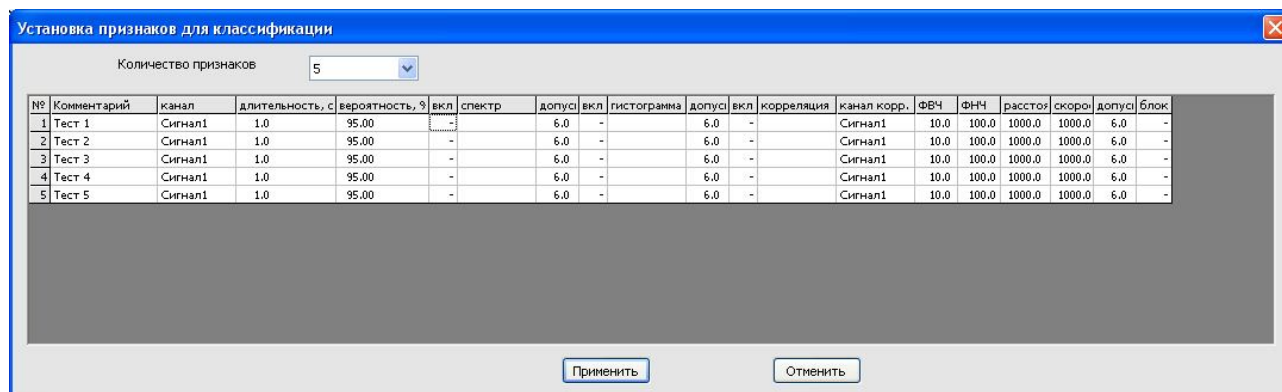 Установка признаков для классификации
Количество признаков 5
№ Комментарий канал длительность, с вероятность, % вкл спектр допус вкл гистограмма допус вкл корреляция канал корр. ФВЧ ФНЧ расстоя скорос допус блок
1 Тест 1 Сигнал1 1.0 95.00 - 6.0 - 6.0 - Сигнал1 10.0 100.0 1000.0 1000.0 6.0 -
2 Тест 2 Сигнал1 1.0 95.00 - 6.0 - 6.0 - Сигнал1 10.0 100.0 1000.0 1000.0 6.0 -
3 Тест 3 Сигнал1 1.0 95.00 - 6.0 - 6.0 - Сигнал1 10.0 100.0 1000.0 1000.0 6.0 -
4 Тест 4 Сигнал1 1.0 95.00 - 6.0 - 6.0 - Сигнал1 10.0 100.0 1000.0 1000.0 6.0 -
5 Тест 5 Сигнал1 1.0 95.00 - 6.0 - 6.0 - Сигнал1 10.0 100.0 1000.0 1000.0 6.0 -
Применить Отменить